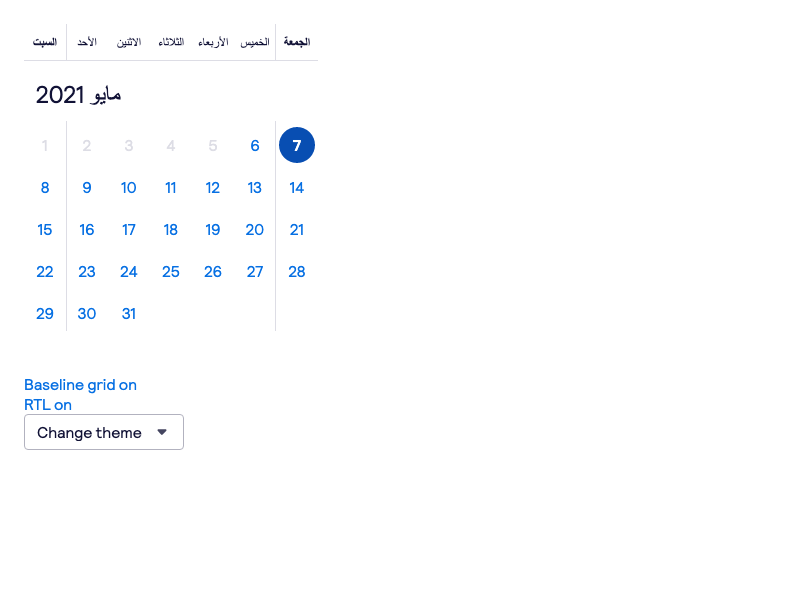 السبت الأحد الاثنين الثلاثاء الأربعاء الخميس الجمعة
مايو 2021
1 2 3 4 5 6 7
8 9 10 11 12 13 14
15 16 17 18 19 20 21
22 23 24 25 26 27 28
29 30 31
Baseline grid on
RTL on
Change theme